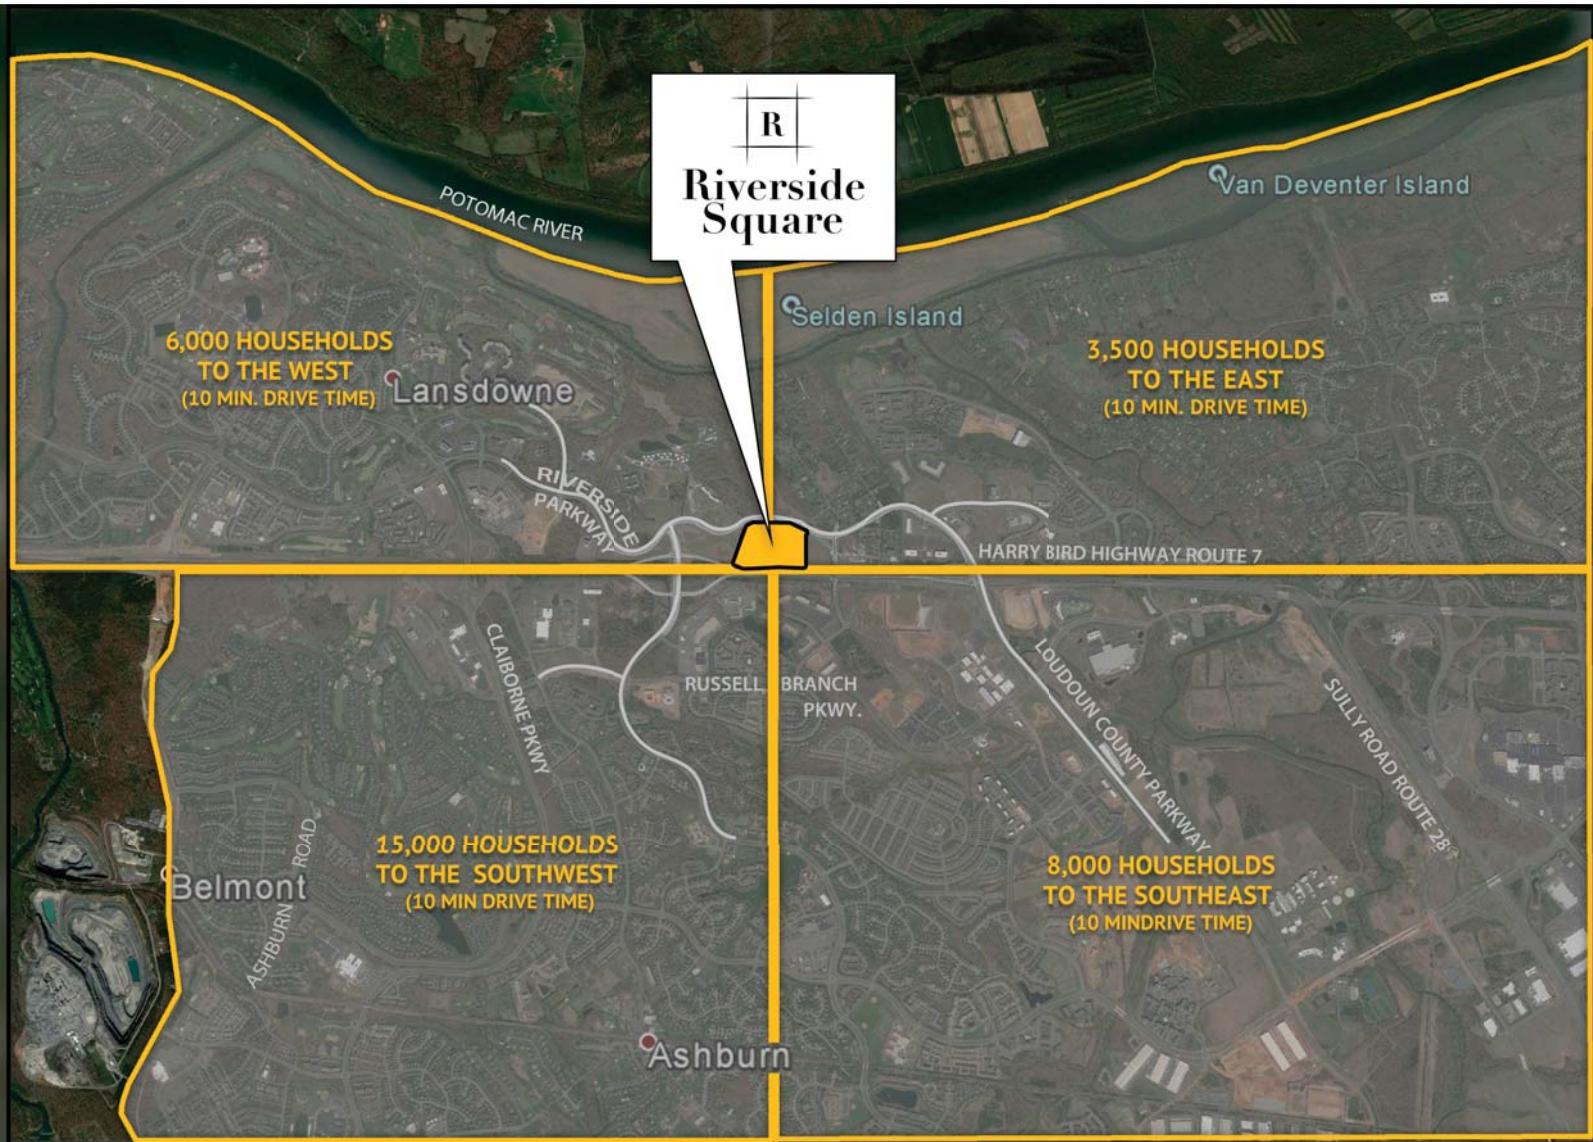 R
Riverside
Square
POTOMAC RIVER
Van Deventer Island
Selden Island
6,000 HOUSEHOLDS
TO THE WEST
(10 MIN. DRIVE TIME)
Lansdowne
3,500 HOUSEHOLDS
TO THE EAST
(10 MIN. DRIVE TIME)
RIVERSIDE
PARKWAY
HARRY BIRD HIGHWAY ROUTE 7
CLAIBORNE PKWY
RUSSELL BRANCH
PKWY.
LOUDOUN COUNTY PARKWAY
SULLY ROAD ROUTE 28
15,000 HOUSEHOLDS
TO THE SOUTHWEST
(10 MIN DRIVE TIME)
8,000 HOUSEHOLDS
TO THE SOUTHEAST
(10 MINDRIVE TIME)
Belmont
ASHBURN ROAD
Ashburn